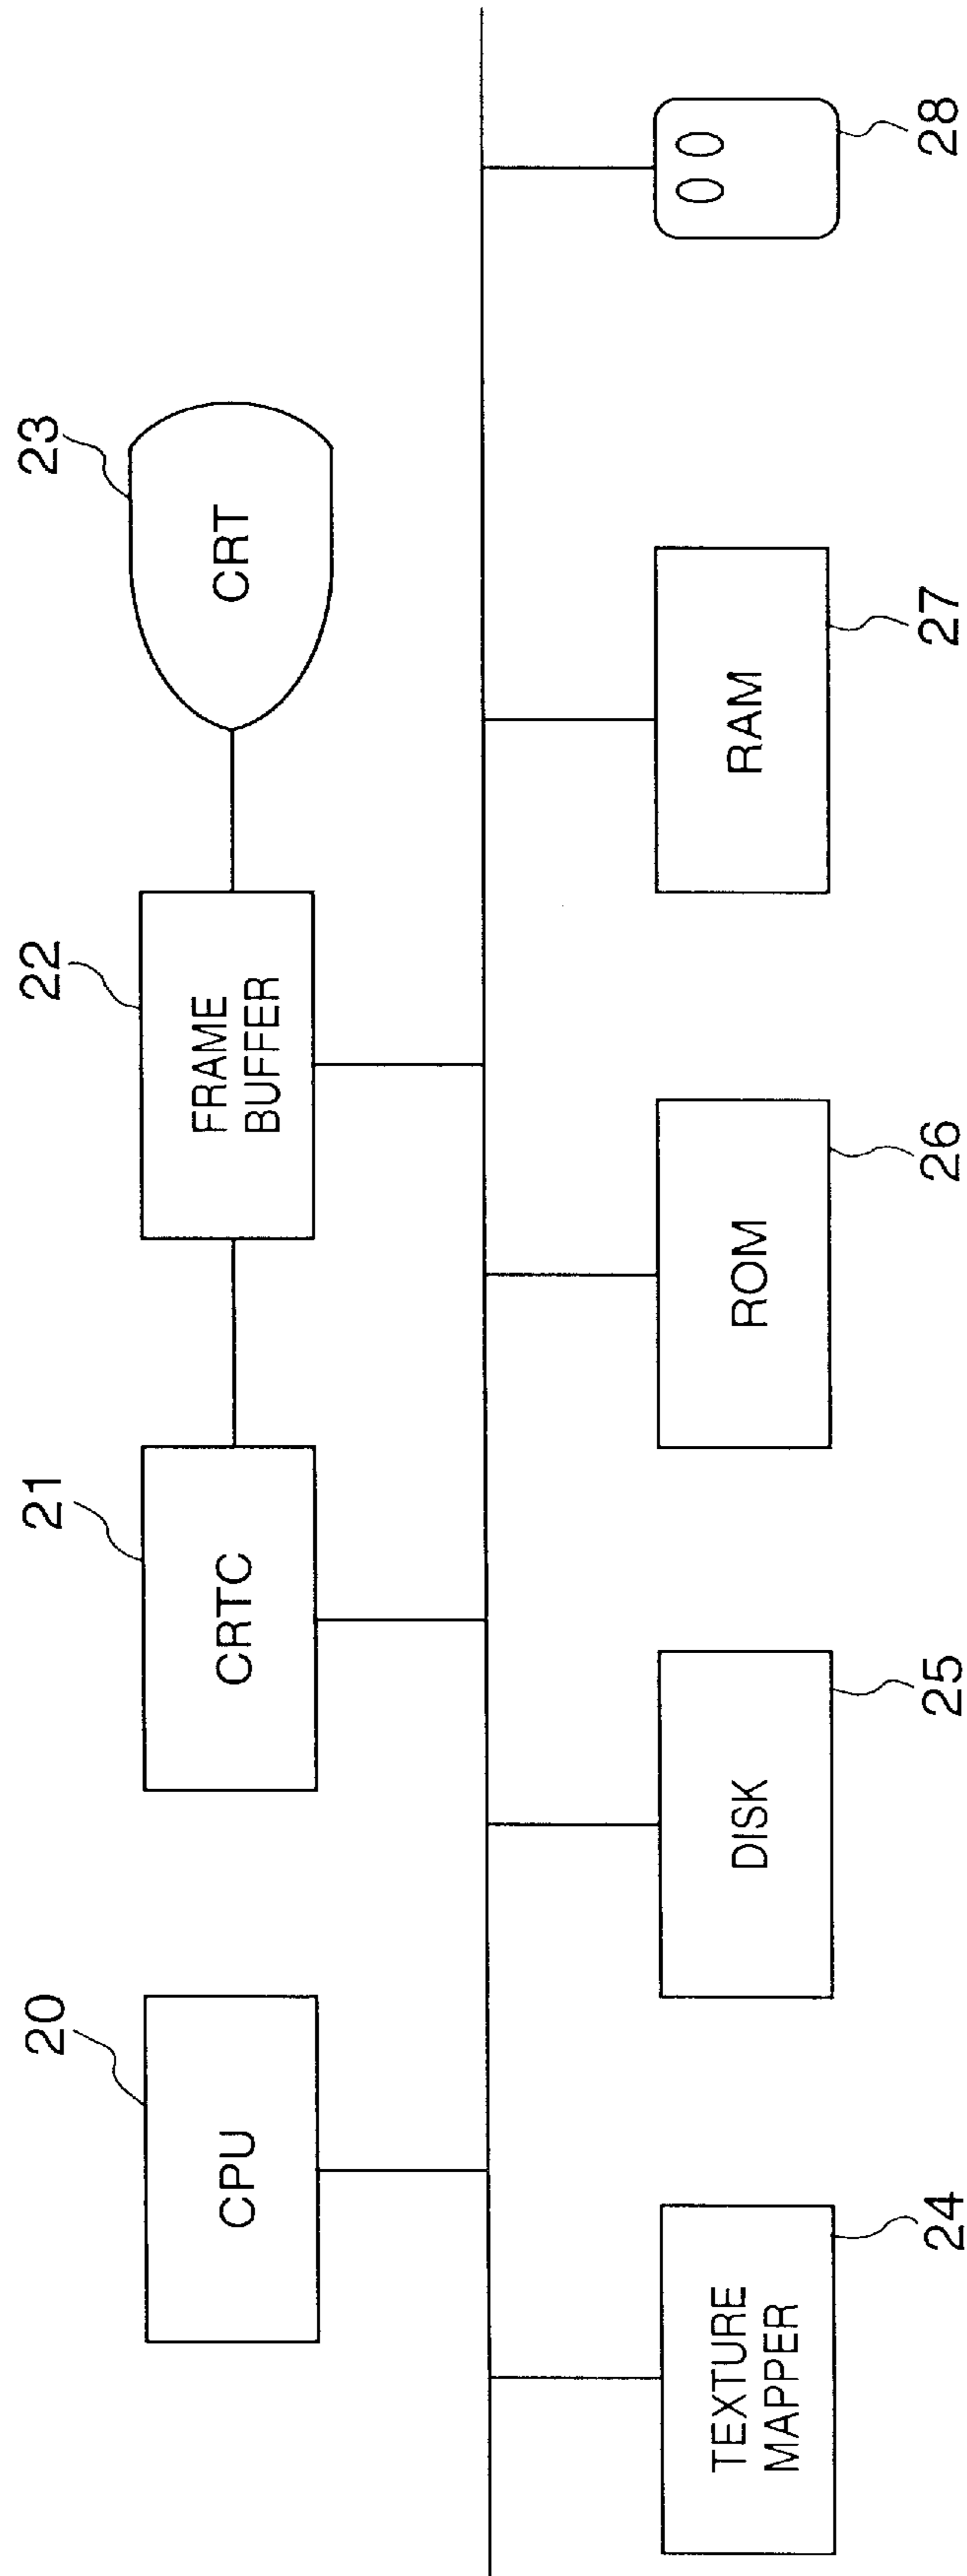 20
CPU
21
CRTC
22
FRAME
BUFFER
23
CRT
24
TEXTURE
MAPPER
25
DISK
26
ROM
27
RAM
28